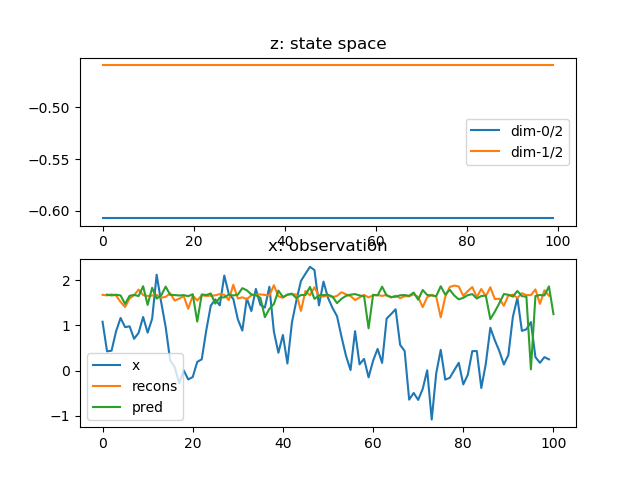 z: state space
−0.50
−0.55
−0.60
dim-0/2
dim-1/2
0 20 40 60 80 100
x: observation
2
1
0
−1
x
recons
pred
0 20 40 60 80 100